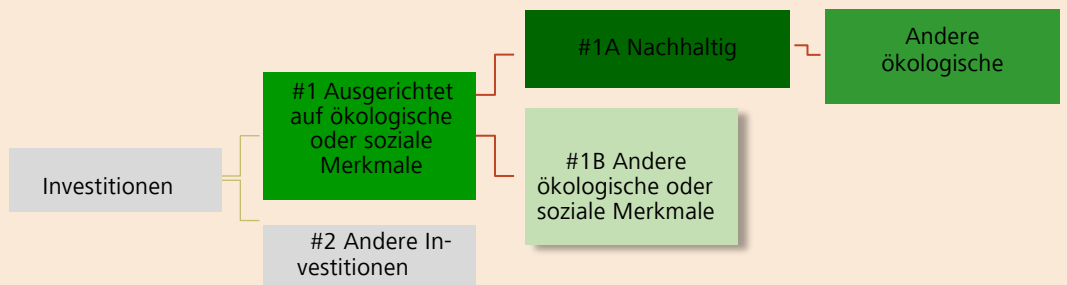 Investitionen
#1 Ausgerichtet
auf ökologische
oder soziale
Merkmale
#2 Andere In-
vestitionen
#1A Nachhaltig
#1B Andere
ökologische oder
soziale Merkmale
Andere
ökologische